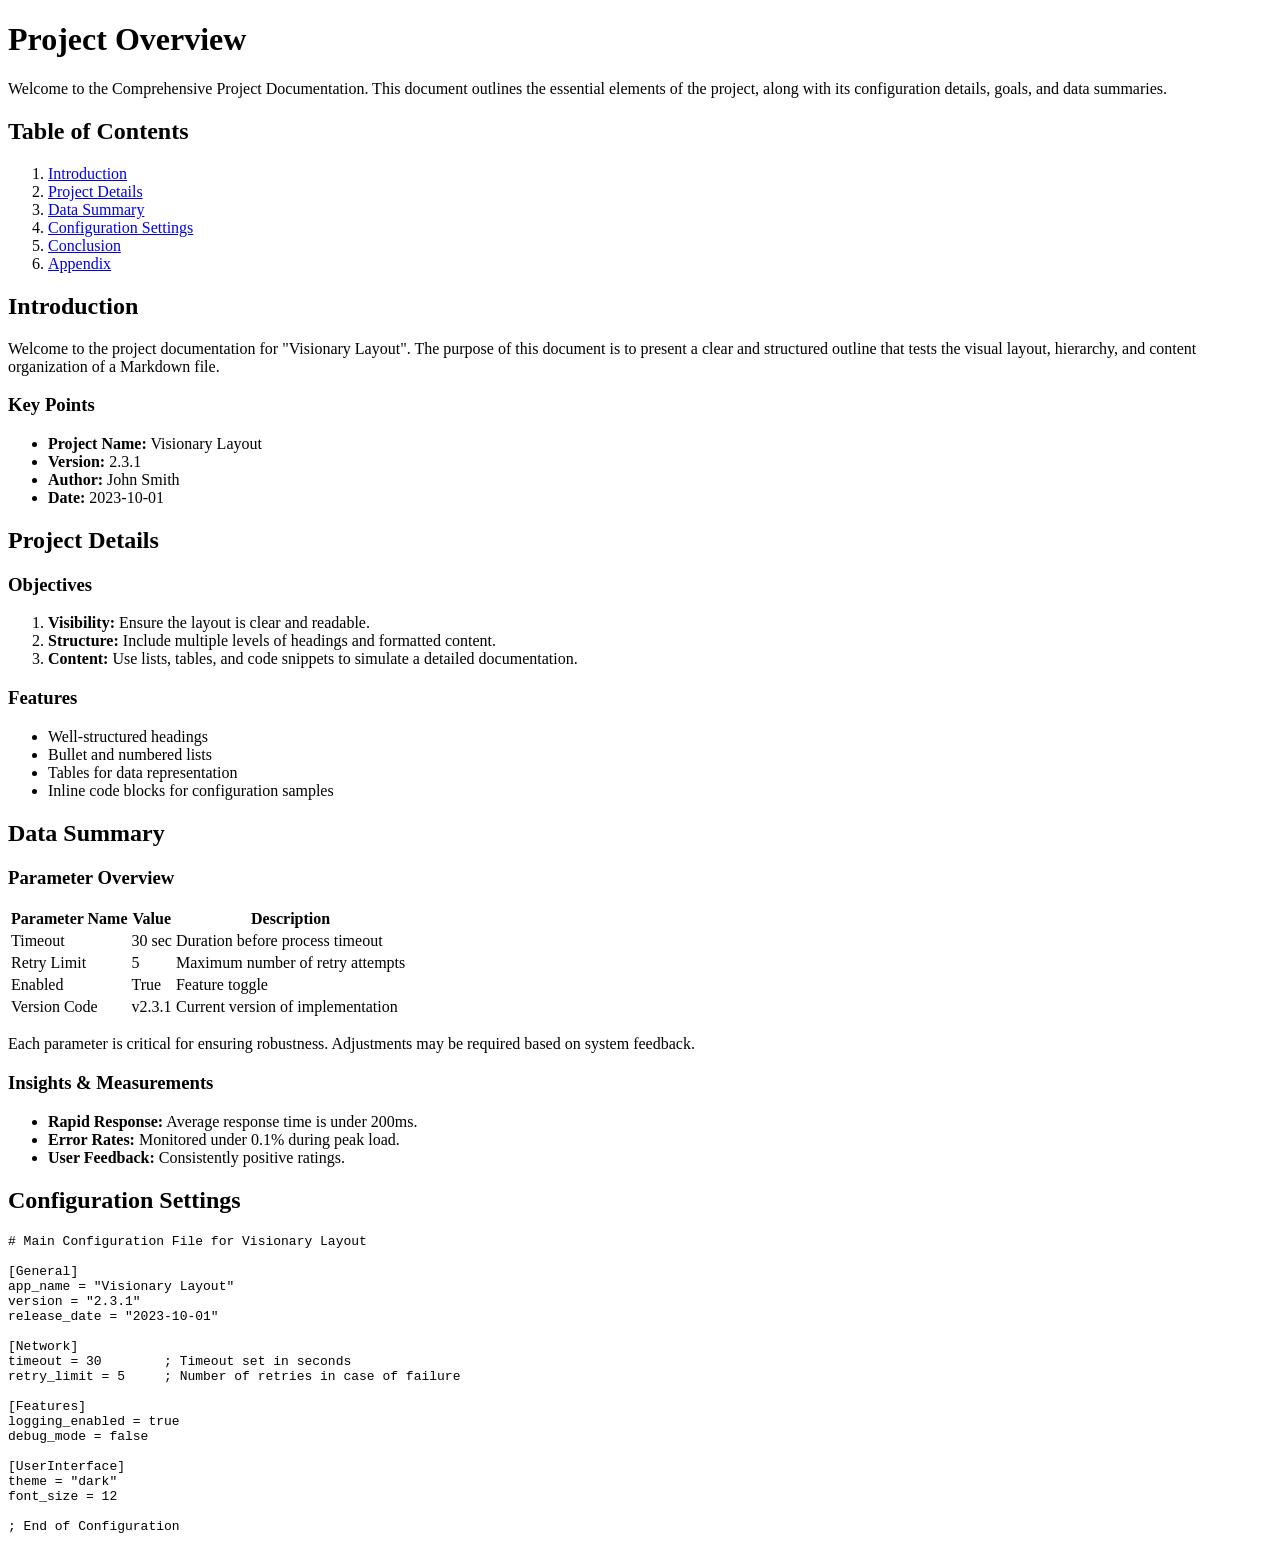 Project Overview
Welcome to the Comprehensive Project Documentation. This document outlines the essential elements of the project, along with its configuration details, goals, and data summaries.
Table of Contents
1. Introduction
2. Project Details
3. Data Summary
4. Configuration Settings
5. Conclusion
6. Appendix
Introduction
Welcome to the project documentation for "Visionary Layout". The purpose of this document is to present a clear and structured outline that tests the visual layout, hierarchy, and content
organization of a Markdown file.
Key Points
• Project Name: Visionary Layout
• Version: 2.3.1
• Author: John Smith
• Date: 2023-10-01
Project Details
Objectives
1. Visibility: Ensure the layout is clear and readable.
2. Structure: Include multiple levels of headings and formatted content.
3. Content: Use lists, tables, and code snippets to simulate a detailed documentation.
Features
• Well-structured headings
• Bullet and numbered lists
• Tables for data representation
• Inline code blocks for configuration samples
Data Summary
Parameter Overview
Parameter Name Value Description
Timeout 30 sec Duration before process timeout
Retry Limit 5 Maximum number of retry attempts
Enabled True Feature toggle
Version Code v2.3.1 Current version of implementation
Each parameter is critical for ensuring robustness. Adjustments may be required based on system feedback.
Insights & Measurements
• Rapid Response: Average response time is under 200ms.
• Error Rates: Monitored under 0.1% during peak load.
• User Feedback: Consistently positive ratings.
Configuration Settings
# Main Configuration File for Visionary Layout
[General]
app_name = "Visionary Layout"
version = "2.3.1"
release_date = "2023-10-01"
[Network]
timeout = 30        ; Timeout set in seconds
retry_limit = 5     ; Number of retries in case of failure
[Features]
logging_enabled = true
debug_mode = false
[UserInterface]
theme = "dark"
font_size = 12
; End of Configuration